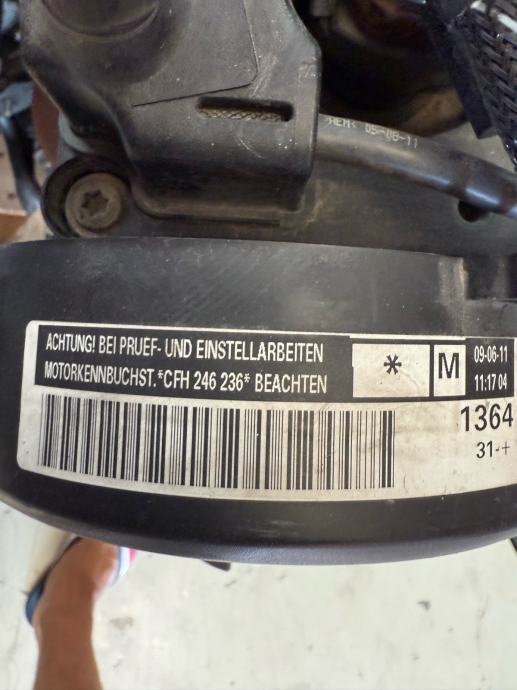 05-08-11
ACHTUNG! BEI PRUEF- UND EINSTELLARBEITEN
MOTORKENNBUCHST.*CFH 246 236* BEACHTEN
*
M
09-06-11
11:17 04
1364
31-+